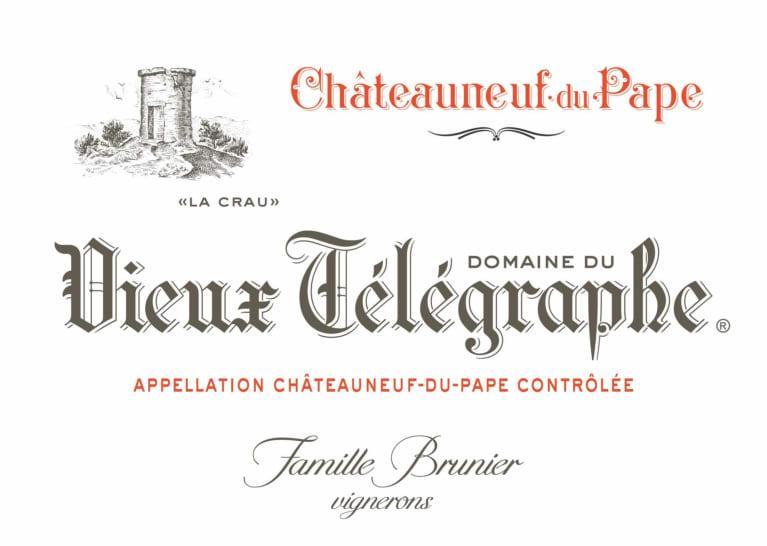 Châteauneuf·du·Pape
«LA CRAU»
DOMAINE DU
Vieux Télégraphe®
APPELLATION CHÂTEAUNEUF-DU-PAPE CONTRÔLÉE
Famille Brunier
vignerons